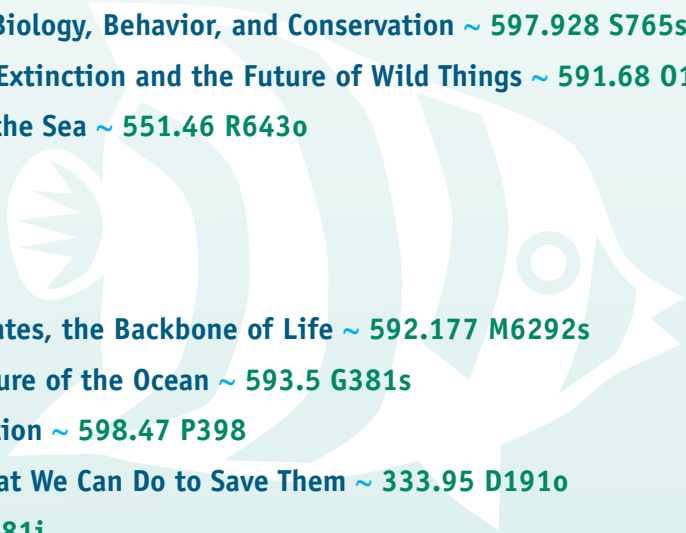 Biology, Behavior, and Conservation ~ 597.928 S765s
Extinction and the Future of Wild Things ~ 591.68 O1
the Sea ~ 551.46 R643o
ates, the Backbone of Life ~ 592.177 M6292s
ure of the Ocean ~ 593.5 G381s
tion ~ 598.47 P398
at We Can Do to Save Them ~ 333.95 D191o
81i